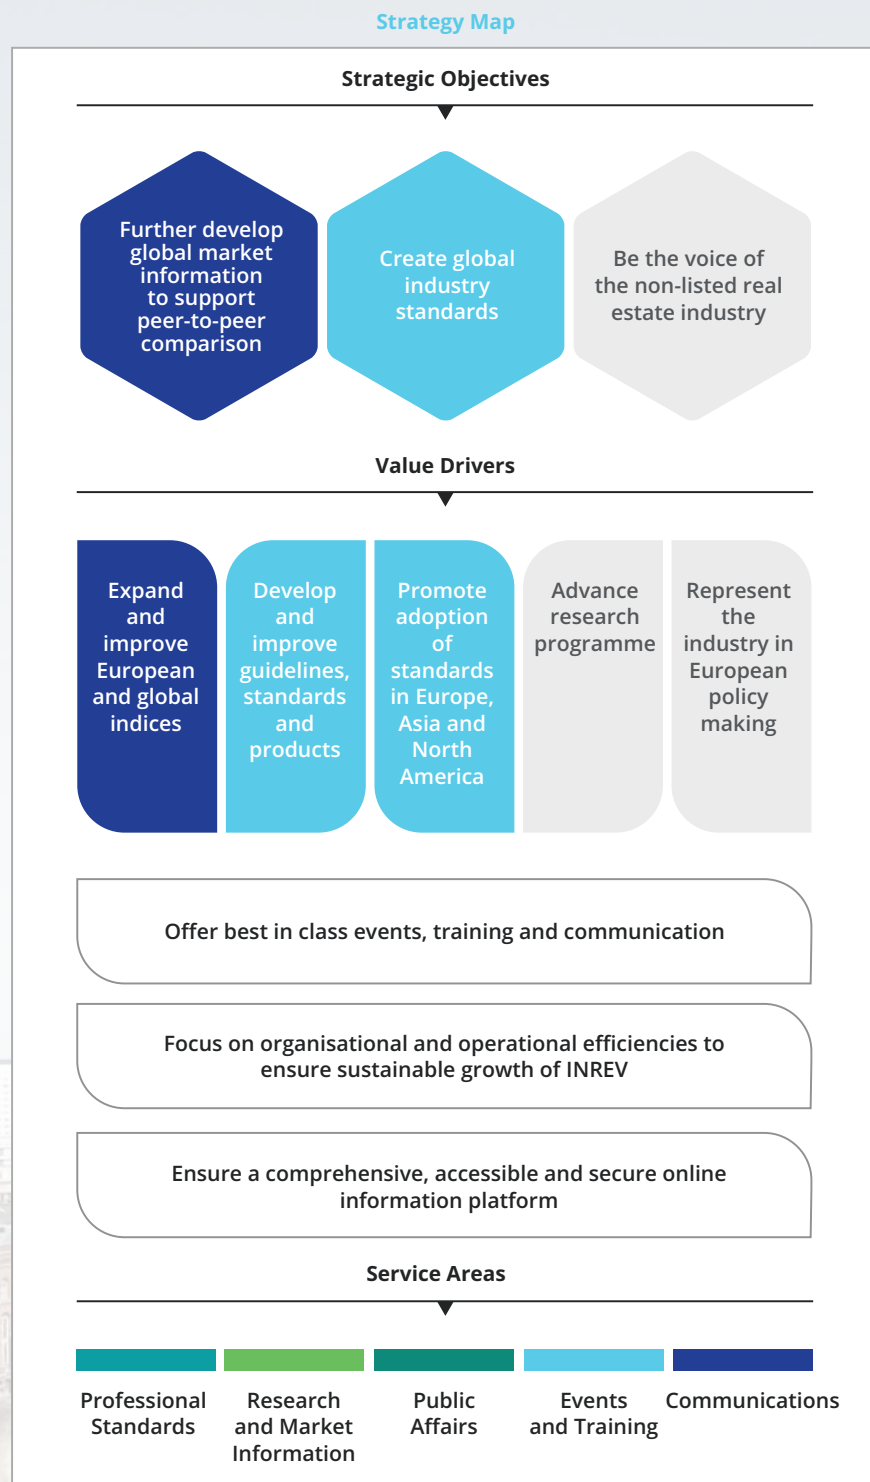 Strategy Map
Strategic Objectives
Further develop
global market
information
to support
peer-to-peer
comparison
Create global
industry
standards
Be the voice of
the non-listed real
estate industry
Value Drivers
Expand
and
improve
European
and global
indices
Develop
and
improve
guidelines,
standards
and
products
Promote
adoption
of
standards
in Europe,
Asia and
North
America
Advance
research
programme
Represent
the
industry in
European
policy
making
Offer best in class events, training and communication
Focus on organisational and operational efficiencies to
ensure sustainable growth of INREV
Ensure a comprehensive, accessible and secure online
information platform
Service Areas
Professional
Standards
Research
and Market
Information
Public
Affairs
Events
and Training
Communications